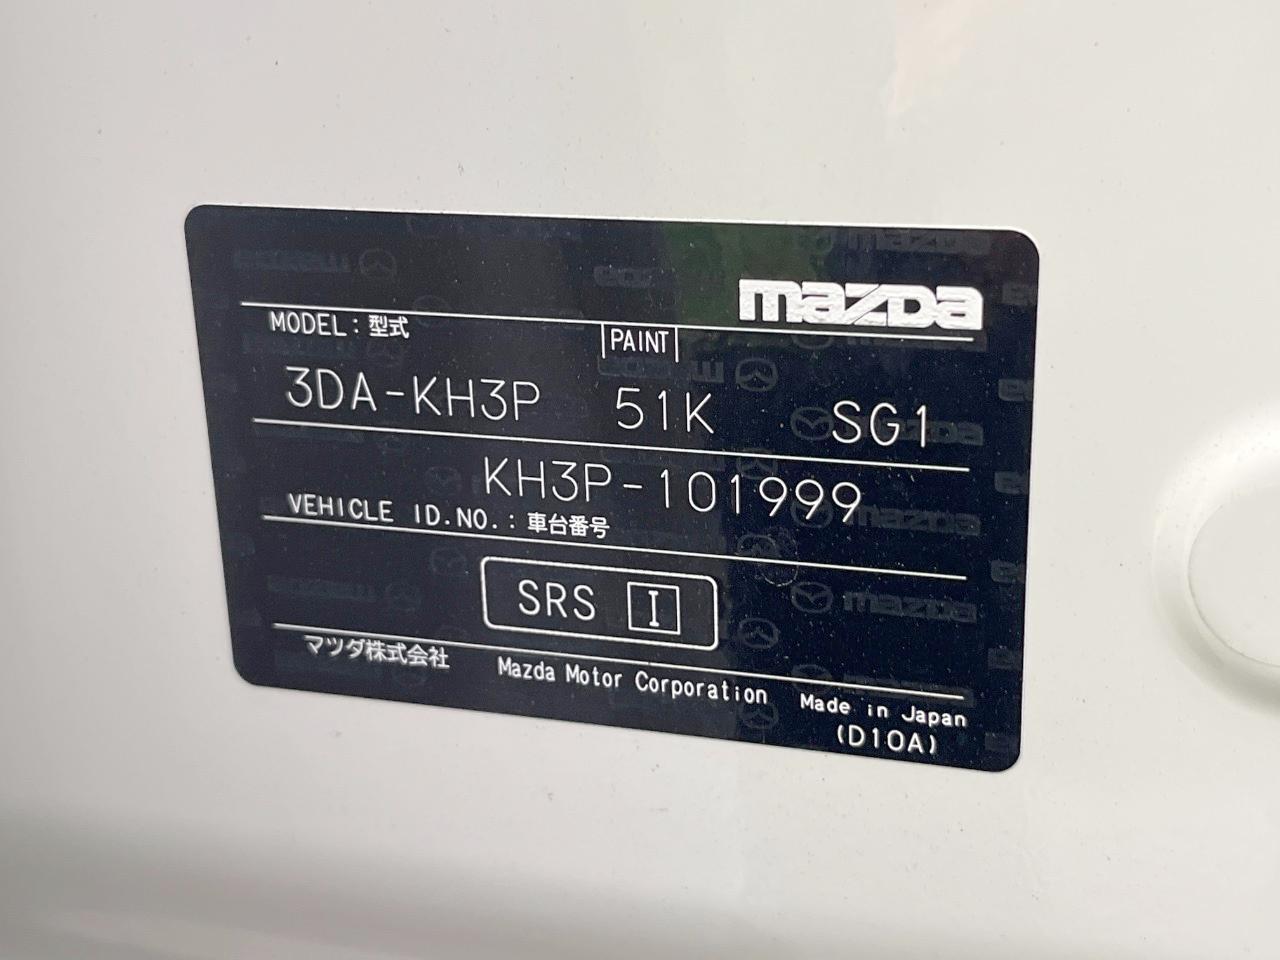 mazda
MODEL:型式 PAINT
3DA-KH3P 51K SG1
KH3P-101999
VEHICLE ID.NO.:車台番号
SRS I
マツダ株式会社 Mazda Motor Corporation Made in Japan
(D10A)